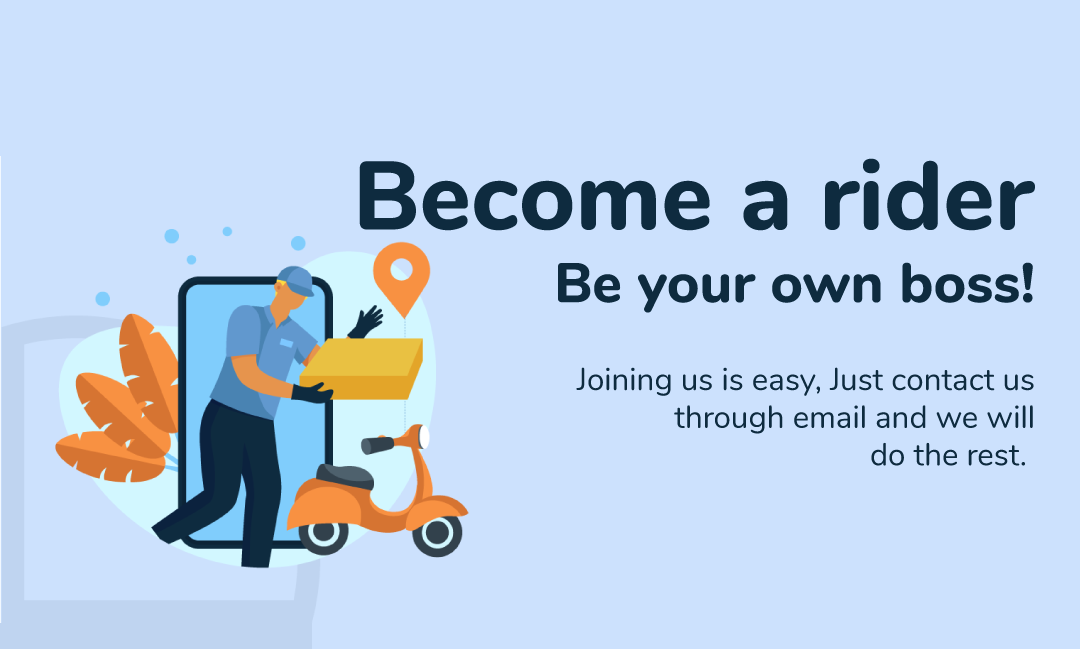 Become a rider
Be your own boss!
Joining us is easy, Just contact us
through email and we will
do the rest.